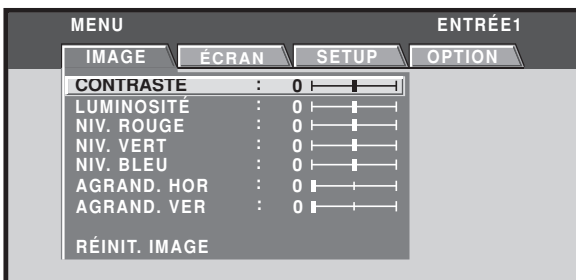 MENU ENTRÉE1
IMAGE ÉCRAN SETUP OPTION
CONTRASTE : 0
LUMINOSITÉ : 0
NIV. ROUGE : 0
NIV. VERT : 0
NIV. BLEU : 0
AGRAND. HOR : 0
AGRAND. VER : 0
RÉINIT. IMAGE